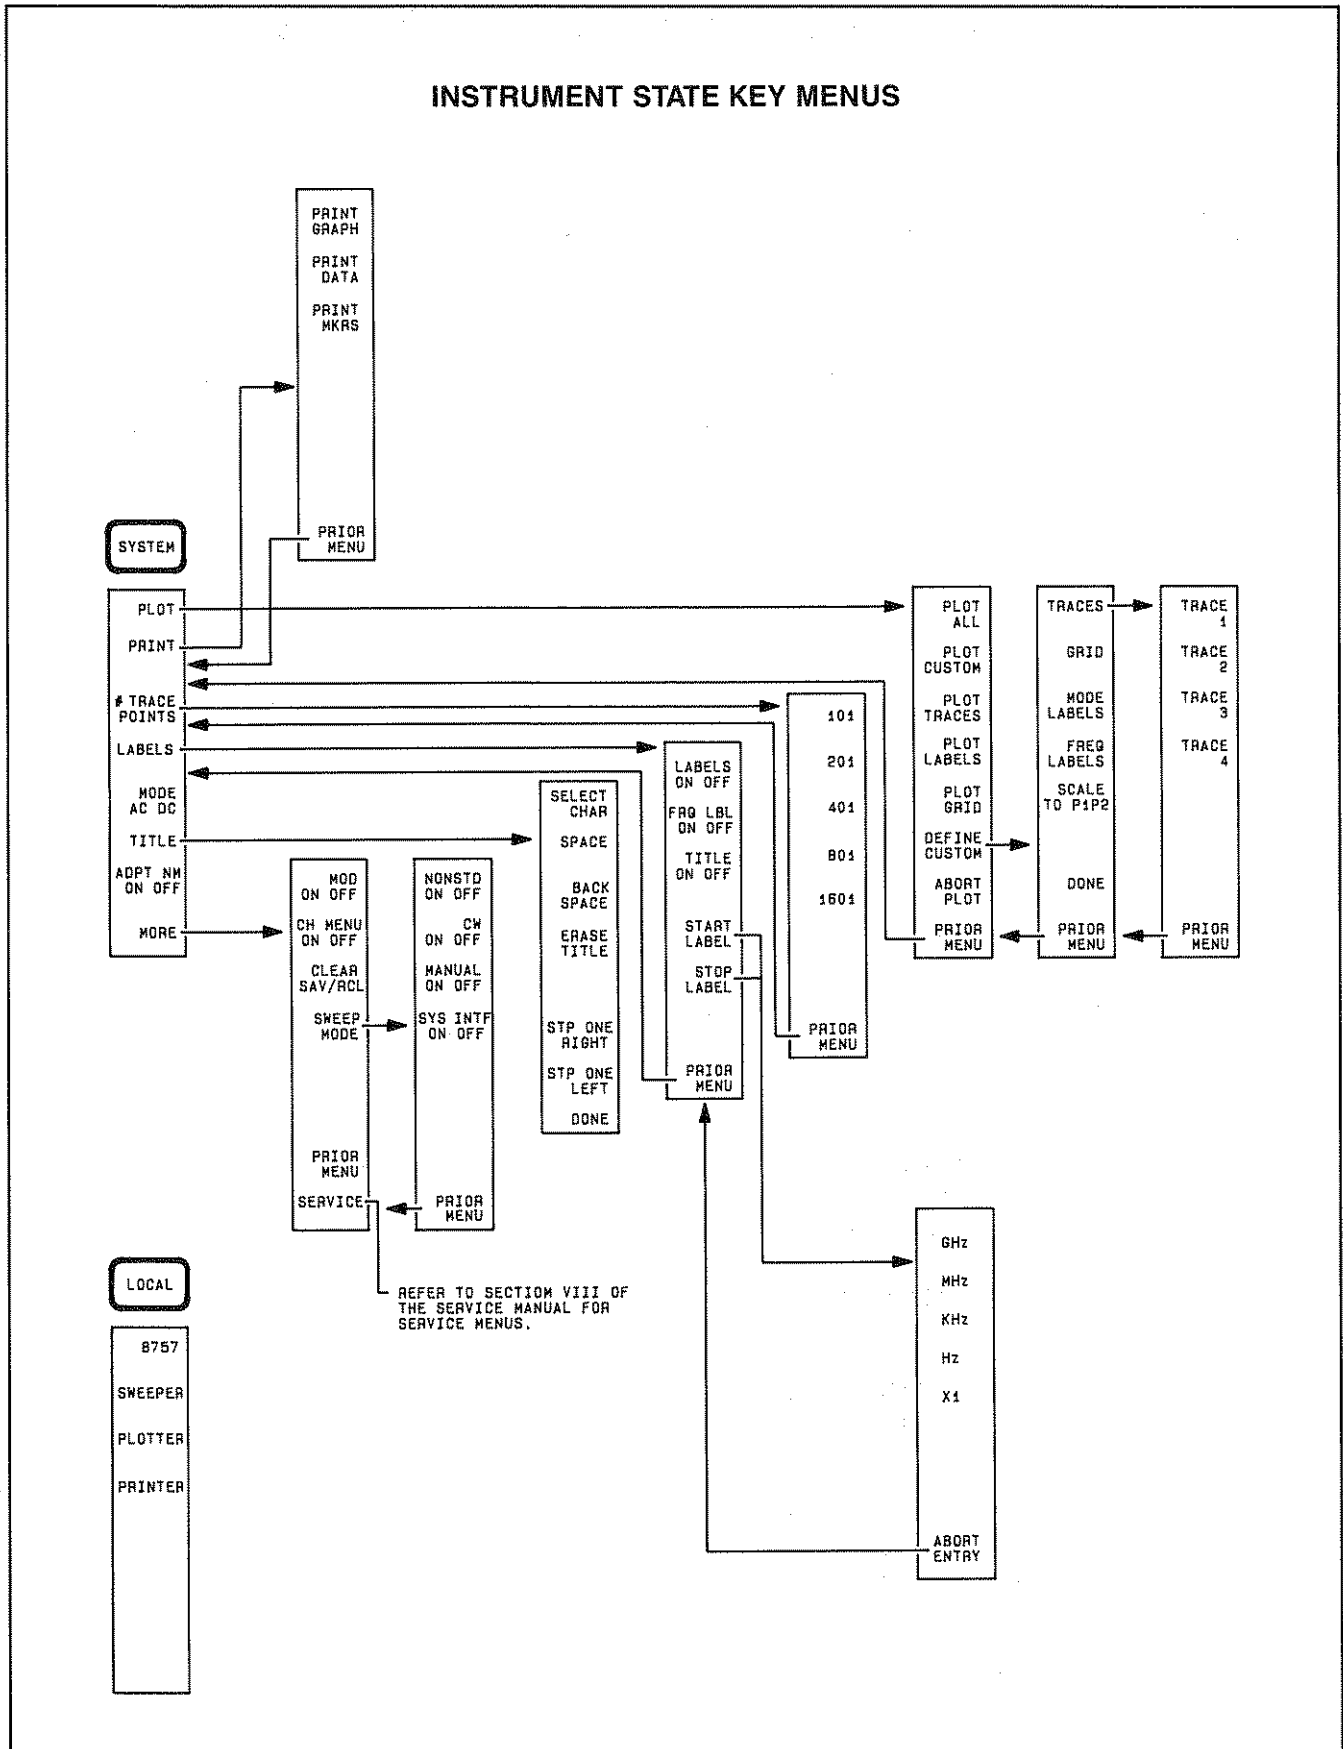 INSTRUMENT STATE KEY MENUS
PRINT
GRAPH
PRINT
DATA
PRINT
MKRS
PRIOR
MENU
SYSTEM
PLOT
PRINT
# TRACE
POINTS
LABELS
MODE
AC DC
TITLE
ADPT NM
ON OFF
MORE
MOD
ON OFF
CH MENU
ON OFF
CLEAR
SAV/RCL
SWEEP
MODE
PRIOR
MENU
SERVICE
NONSTD
ON OFF
CW
ON OFF
MANUAL
ON OFF
SYS INTF
ON OFF
PRIOR
MENU
SELECT
CHAR
SPACE
BACK
SPACE
ERASE
TITLE
STP ONE
RIGHT
STP ONE
LEFT
DONE
LABELS
ON OFF
FRQ LBL
ON OFF
TITLE
ON OFF
START
LABEL
STOP
LABEL
PRIOR
MENU
101
201
401
801
1601
PRIOR
MENU
PLOT
ALL
PLOT
CUSTOM
PLOT
TRACES
PLOT
LABELS
PLOT
GRID
DEFINE
CUSTOM
ABORT
PLOT
PRIOR
MENU
TRACES
GRID
MODE
LABELS
FREQ
LABELS
SCALE
TO P1P2
DONE
PRIOR
MENU
TRACE
1
TRACE
2
TRACE
3
TRACE
4
PRIOR
MENU
GHz
MHz
KHz
Hz
X1
ABORT
ENTRY
REFER TO SECTIOM VIII OF
THE SERVICE MANUAL FOR
SERVICE MENUS.
LOCAL
8757
SWEEPER
PLOTTER
PRINTER